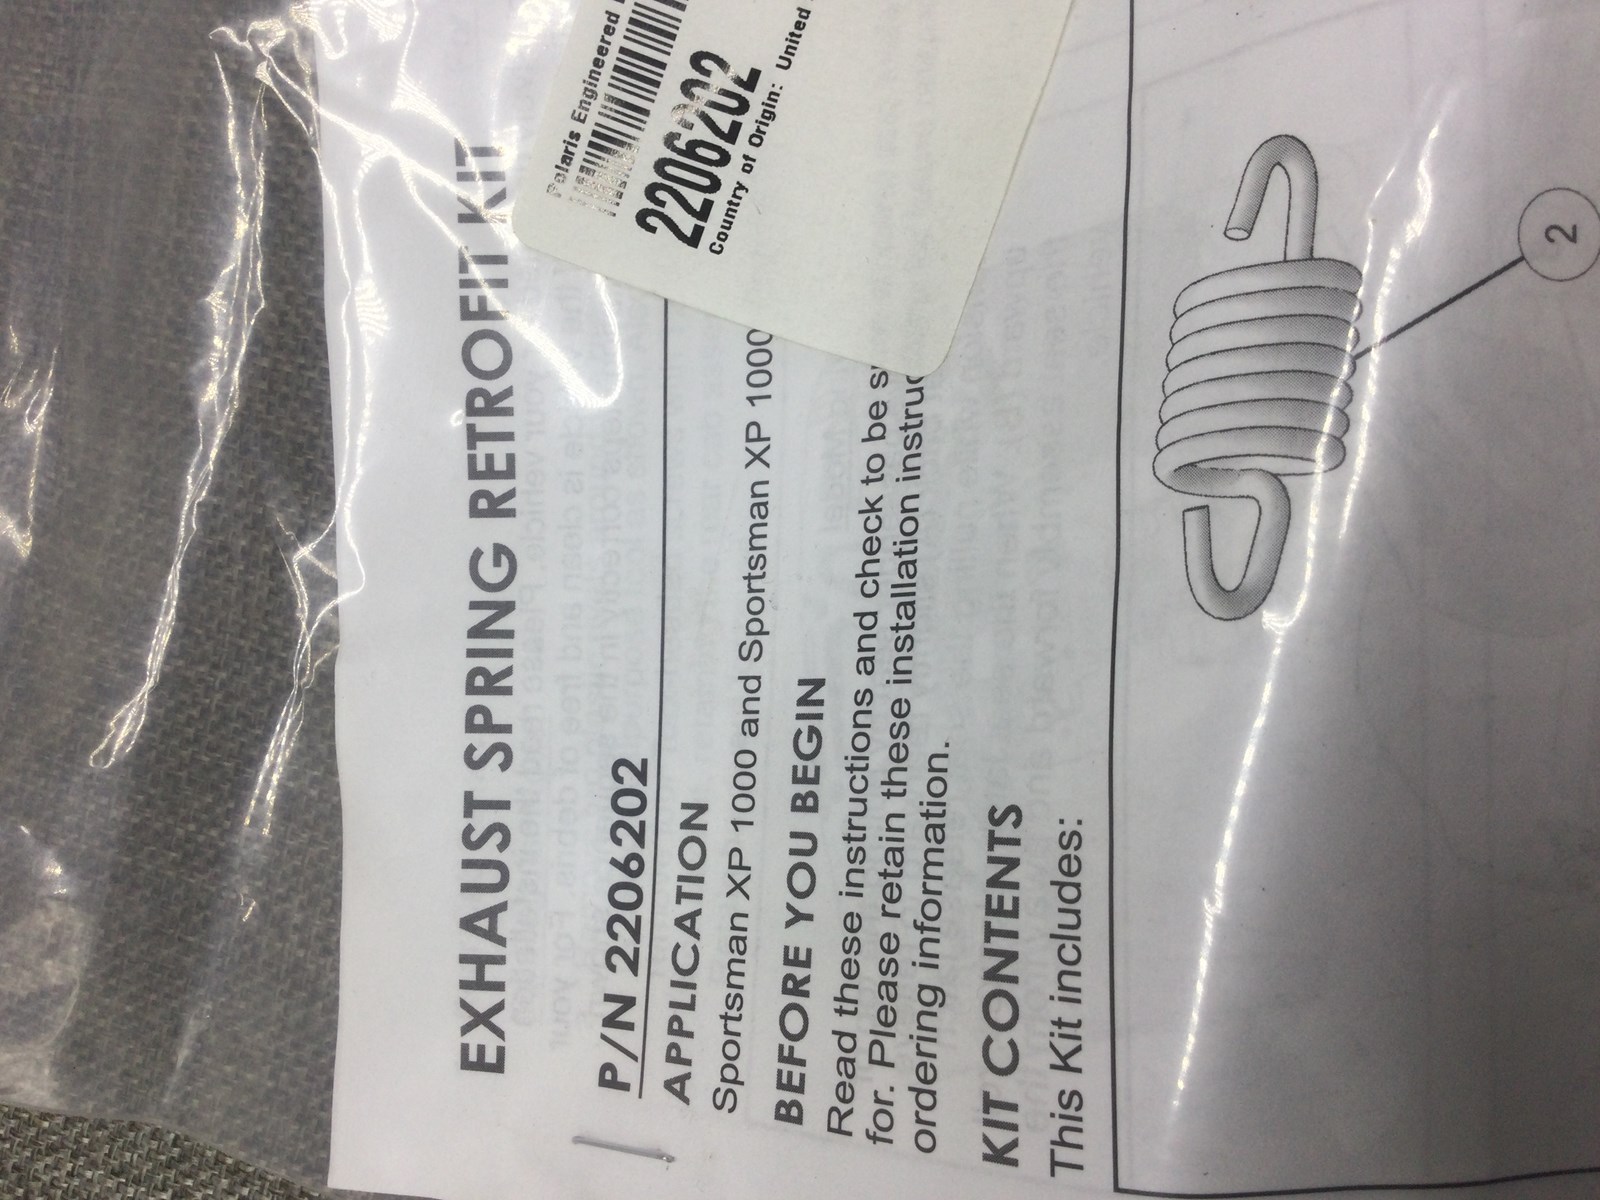 Polaris Engineered
2206202
Country of Origin: United
EXHAUST SPRING RETROFIT KIT
P/N 2206202
APPLICATION
Sportsman XP 1000 and Sportsman XP 1000
BEFORE YOU BEGIN
Read these instructions and check to be
for. Please retain these installation
ordering information.
KIT CONTENTS
This Kit includes:
2